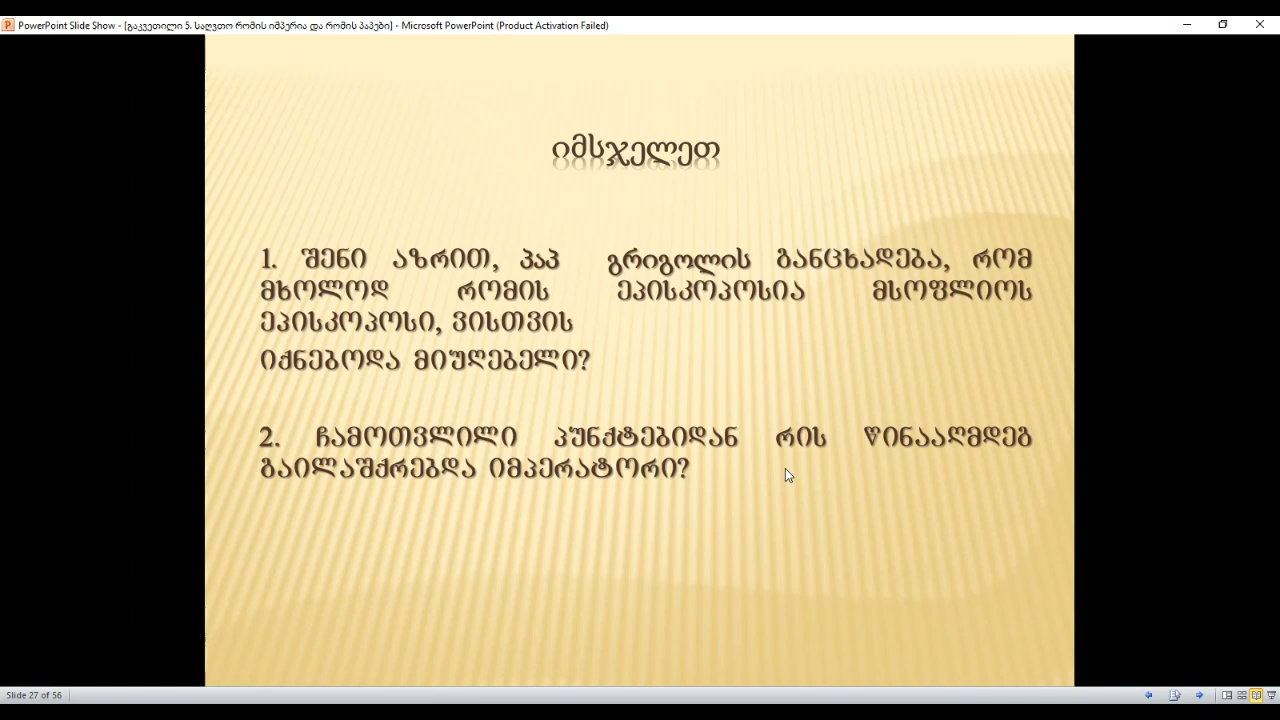 PowerPoint Slide Show - [გაკვეთილი 5. საღვთო რომის იმპერია და რომის პაპები] - Microsoft PowerPoint (Product Activation Failed)
იმსჯელეთ
1. შენი აზრით, პაპ გრიგოლის განცხადება, რომ
მხოლოდ რომის ეპისკოპოსია მსოფლიოს
ეპისკოპოსი, ვისთვის
იქნებოდა მიუღებელი?
2. ჩამოთვლილი პუნქტებიდან რის წინააღმდეგ
გაილაშქრებდა იმპერატორი?
Slide 27 of 56